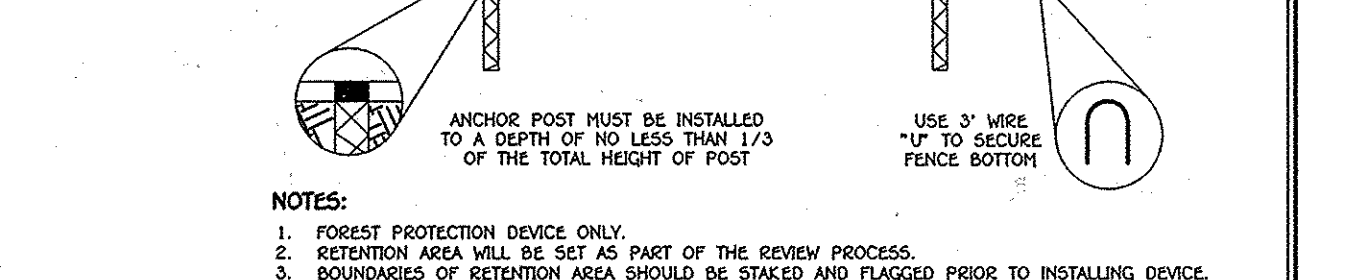 ANCHOR POST MUST BE INSTALLED
TO A DEPTH OF NO LESS THAN 1/3
OF THE TOTAL HEIGHT OF POST
USE 3' WIRE
"U" TO SECURE
FENCE BOTTOM
NOTES:
1. FOREST PROTECTION DEVICE ONLY.
2. RETENTION AREA WILL BE SET AS PART OF THE REVIEW PROCESS.
3. BOUNDARIES OF RETENTION AREA SHOULD BE STAKED AND FLAGGED PRIOR TO INSTALLING DEVICE.